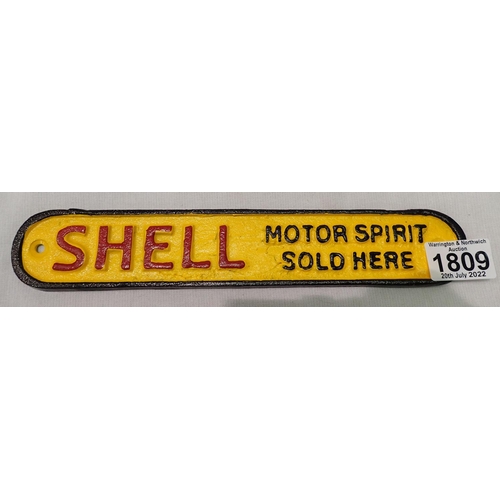 SHELL
MOTOR SPIRIT
SOLD HERE
Warrington & Northwich
Auction
1809
20th July 2022